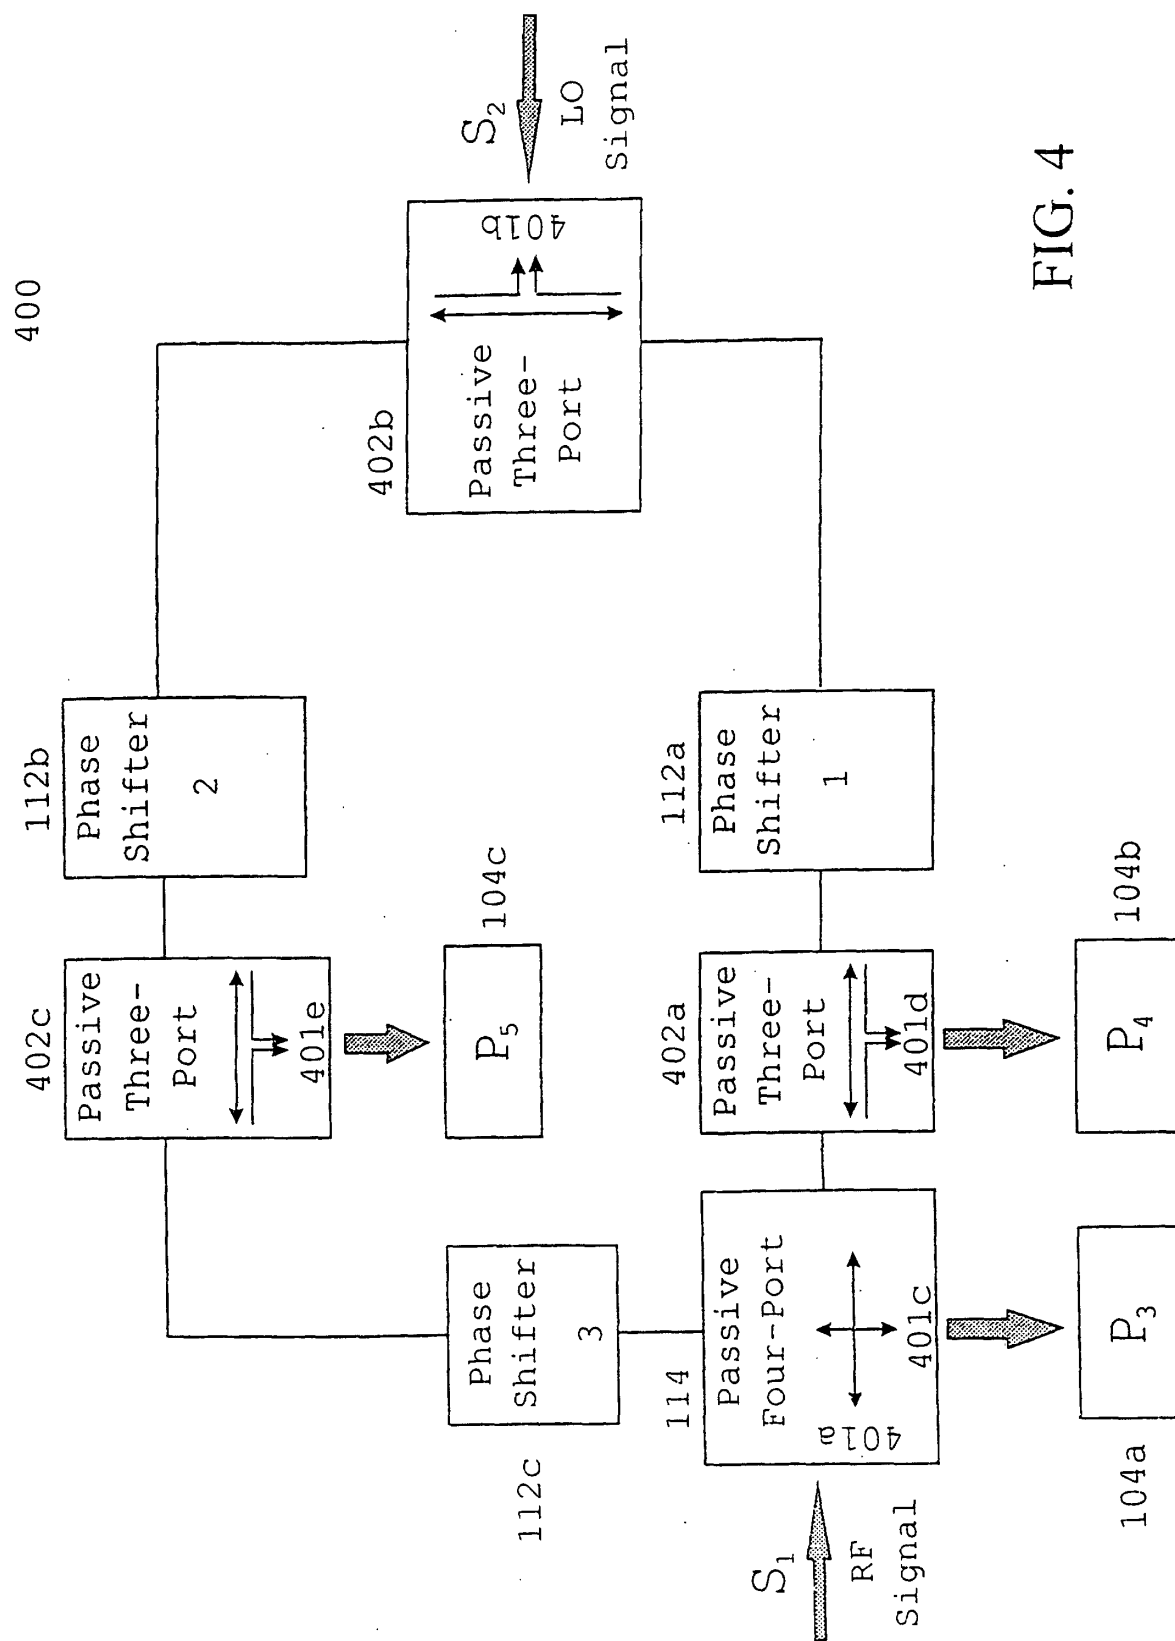 400
112b
Phase
Shifter
2
402c
Passive
Three-
Port
401e
P5
104c
402b
Passive
Three-
Port
401b
S2
LO
Signal
112c
Phase
Shifter
3
114
Passive
Four-Port
401a
401c
S1
RF
Signal
402a
Passive
Three-
Port
401d
112a
Phase
Shifter
1
104a
P3
P4
104b
FIG. 4